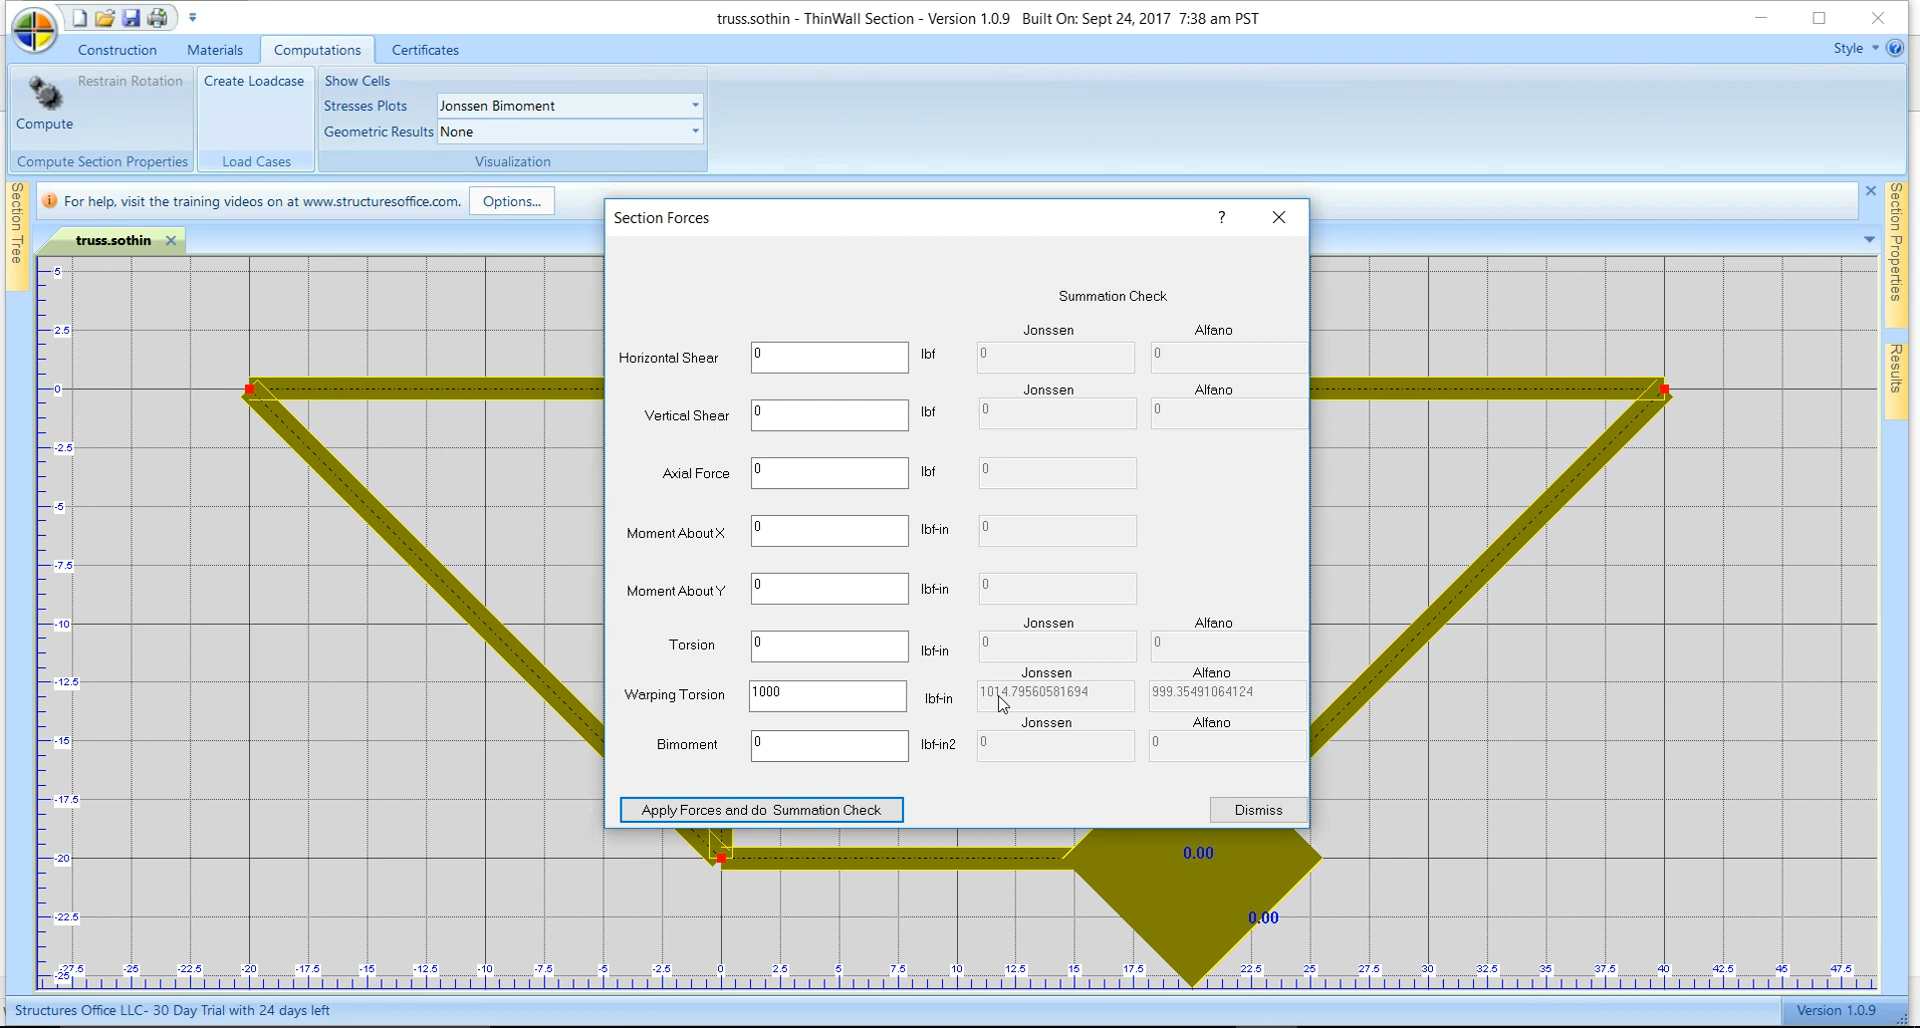 truss.sothin - ThinWall Section - Version 1.0.9 Built On: Sept 24, 2017 7:38 am PST
Construction Materials Computations Certificates Style
Restrain Rotation Create Loadcase Show Cells
Stresses Plots Jonssen Bimoment
Compute Geometric Results None
Compute Section Properties Load Cases Visualization
Section Tree
For help, visit the training videos on at www.structuresoffice.com. Options...
Section Properties
Results
truss.sothin
Section Forces ?
Summation Check
Jonssen Alfano
Horizontal Shear 0 lbf 0 0
Jonssen Alfano
Vertical Shear 0 lbf 0 0
Axial Force 0 lbf 0
Moment About X 0 lbf-in 0
Moment About Y 0 lbf-in 0
Jonssen Alfano
Torsion 0 lbf-in 0 0
Jonssen Alfano
Warping Torsion 1000 lbf-in 1014.79560581694 999.35491064124
Jonssen Alfano
Bimoment 0 lbf-in2 0 0
Apply Forces and do Summation Check Dismiss
5
2.5
0
-2.5
-5
-7.5
-10
-12.5
-15
-17.5
-20
-22.5
-25
0.00
0.00
-27.5 -25 -22.5 -20 -17.5 -15 -12.5 -10 -7.5 -5 -2.5 0 2.5 5 7.5 10 12.5 15 17.5 22.5 25 27.5 30 32.5 35 37.5 40 42.5 45 47.5
Structures Office LLC- 30 Day Trial with 24 days left Version 1.0.9